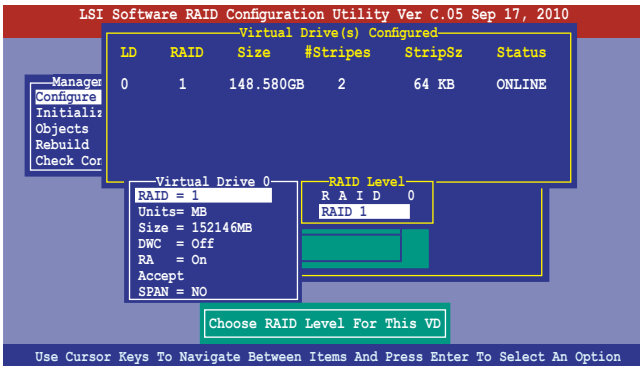 LSI Software RAID Configuration Utility Ver C.05 Sep 17, 2010
Virtual Drive(s) Configured
LD RAID Size #Stripes StripSz Status
0 1 148.580GB 2 64 KB ONLINE
Managem
Configure
Initializ
Objects
Rebuild
Check Con
Virtual Drive 0
RAID = 1
Units= MB
Size = 152146MB
DWC = Off
RA = On
Accept
SPAN = NO
RAID Level
RAID 0
RAID 1
Choose RAID Level For This VD
Use Cursor Keys To Navigate Between Items And Press Enter To Select An Option